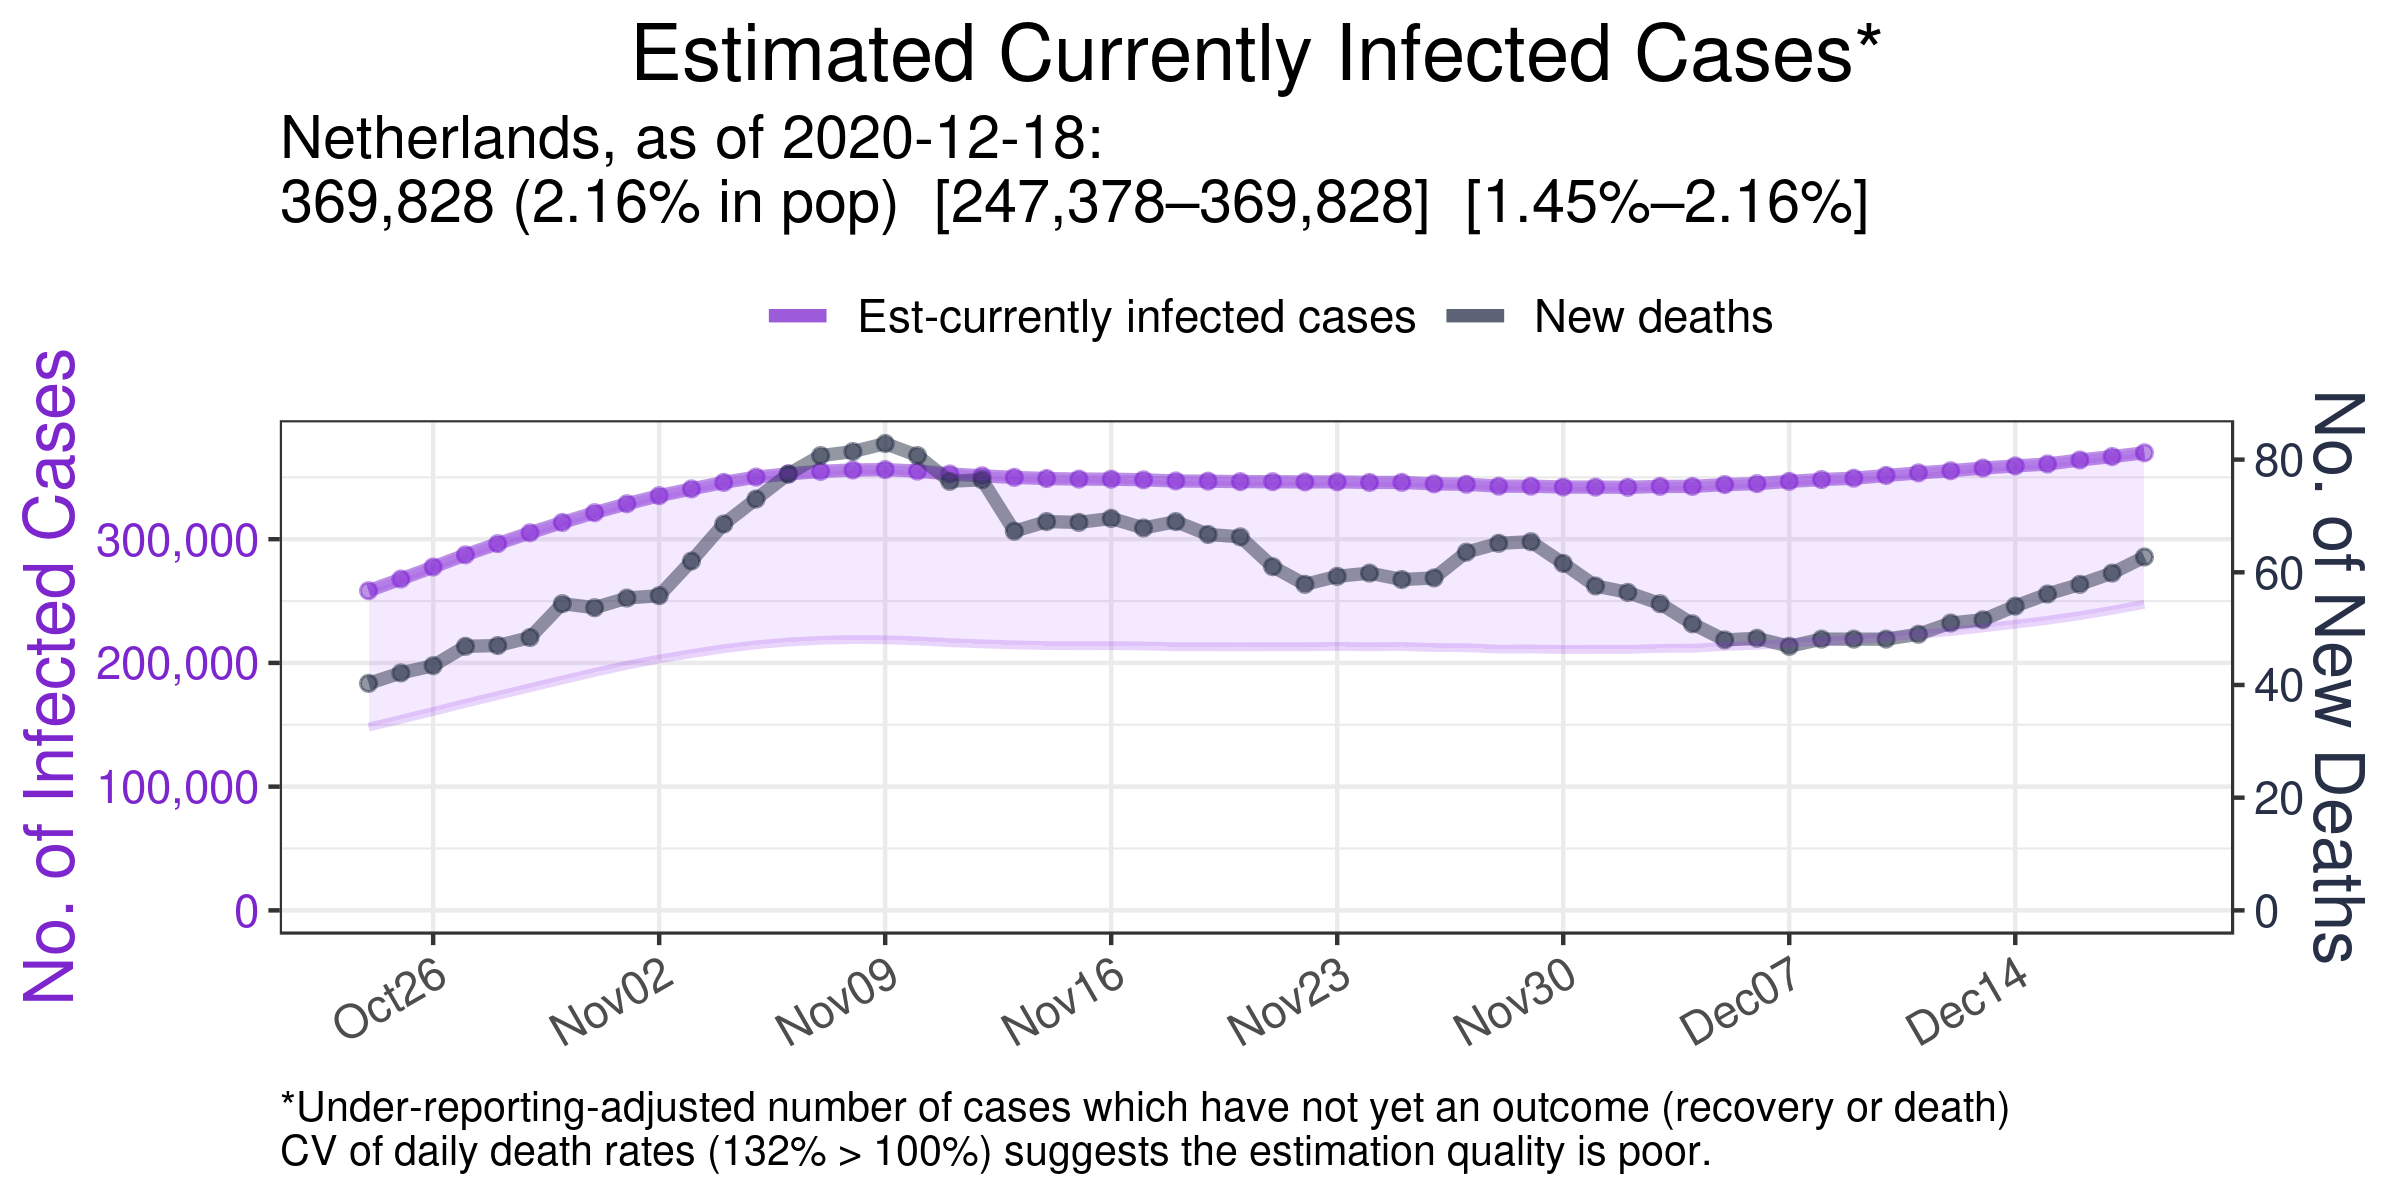 Estimated Currently Infected Cases*
Netherlands, as of 2020-12-18:
369,828 (2.16% in pop)  [247,378–369,828]  [1.45%–2.16%]
Est-currently infected cases
New deaths
No. of Infected Cases
300,000
200,000
100,000
0
80
60
40
20
0
No. of New Deaths
Oct26
Nov02
Nov09
Nov16
Nov23
Nov30
Dec07
Dec14
*Under-reporting-adjusted number of cases which have not yet an outcome (recovery or death)
CV of daily death rates (132% > 100%) suggests the estimation quality is poor.